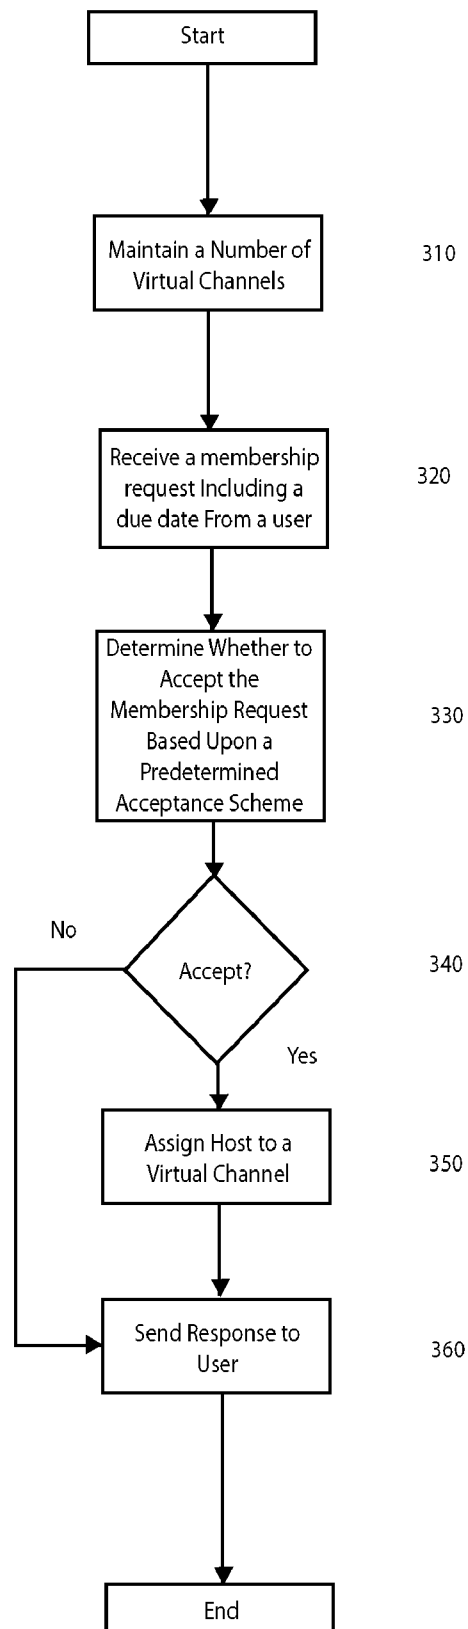 Start
Maintain a Number of
Virtual Channels
310
Receive a membership
request Including a
due date From a user
320
Determine Whether to
Accept the
Membership Request
Based Upon a
Predetermined
Acceptance Scheme
330
No
Accept?
340
Yes
Assign Host to a
Virtual Channel
350
Send Response to
User
360
End